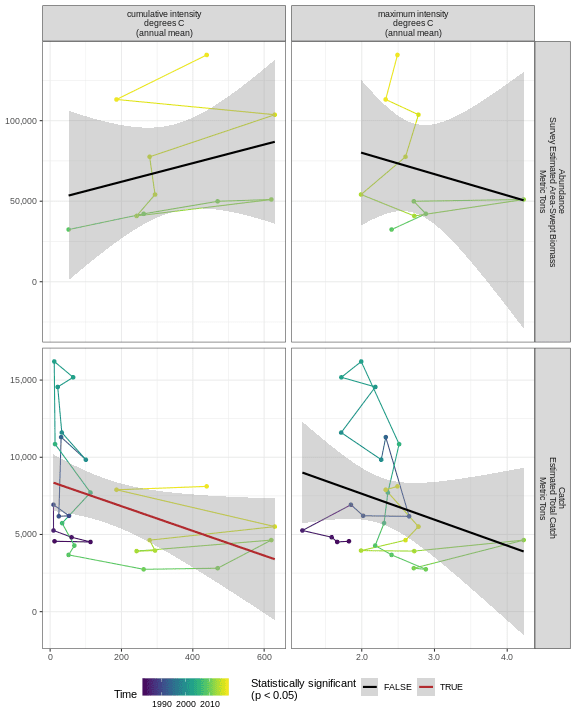 cumulative intensity
degrees C
(annual mean)
maximum intensity
degrees C
(annual mean)
100,000
50,000
0
Abundance
Survey Estimated Area-Swept Biomass
Metric Tons
15,000
10,000
5,000
0
Catch
Estimated Total Catch
Metric Tons
0
200
400
600
2.0
3.0
4.0
Time
1990 2000 2010
Statistically significant
(p < 0.05)
FALSE
TRUE